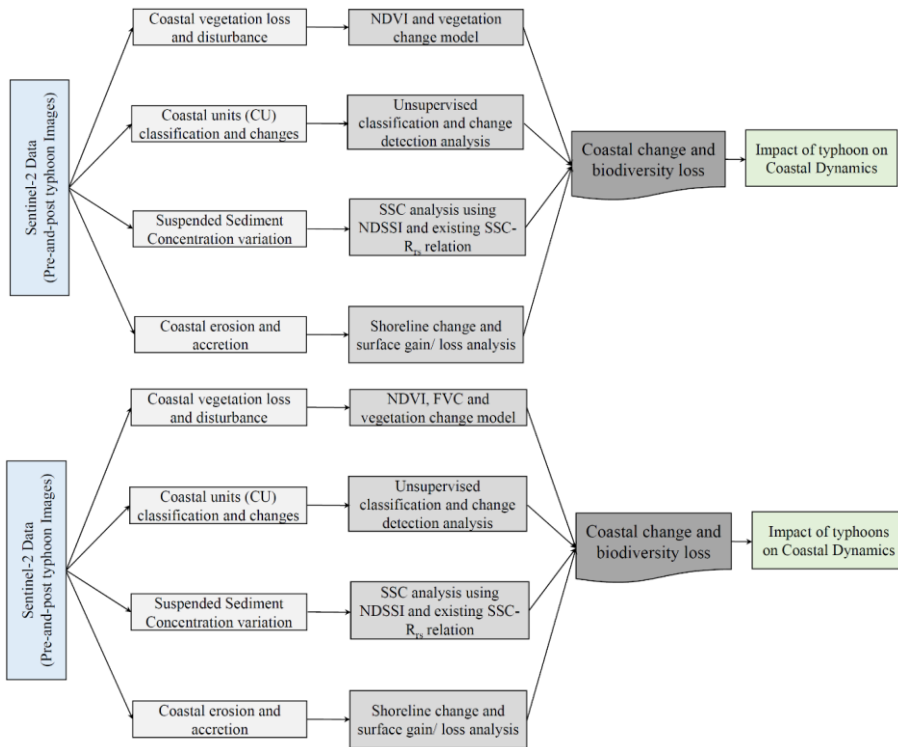 Sentinel-2 Data
(Pre-and-post typhoon Images)
Coastal vegetation loss
and disturbance
NDVI and vegetation
change model
Coastal units (CU)
classification and changes
Unsupervised
classification and change
detection analysis
Suspended Sediment
Concentration variation
SSC analysis using
NDSSI and existing SSC-
Rrs relation
Coastal erosion and
accretion
Shoreline change and
surface gain/ loss analysis
Coastal change and
biodiversity loss
Impact of typhoon on
Coastal Dynamics
Sentinel-2 Data
(Pre-and-post typhoon Images)
Coastal vegetation loss
and disturbance
NDVI, FVC and
vegetation change model
Coastal units (CU)
classification and changes
Unsupervised
classification and change
detection analysis
Suspended Sediment
Concentration variation
SSC analysis using
NDSSI and existing SSC-
Rrs relation
Coastal erosion and
accretion
Shoreline change and
surface gain/ loss analysis
Coastal change and
biodiversity loss
Impact of typhoons
on Coastal Dynamics